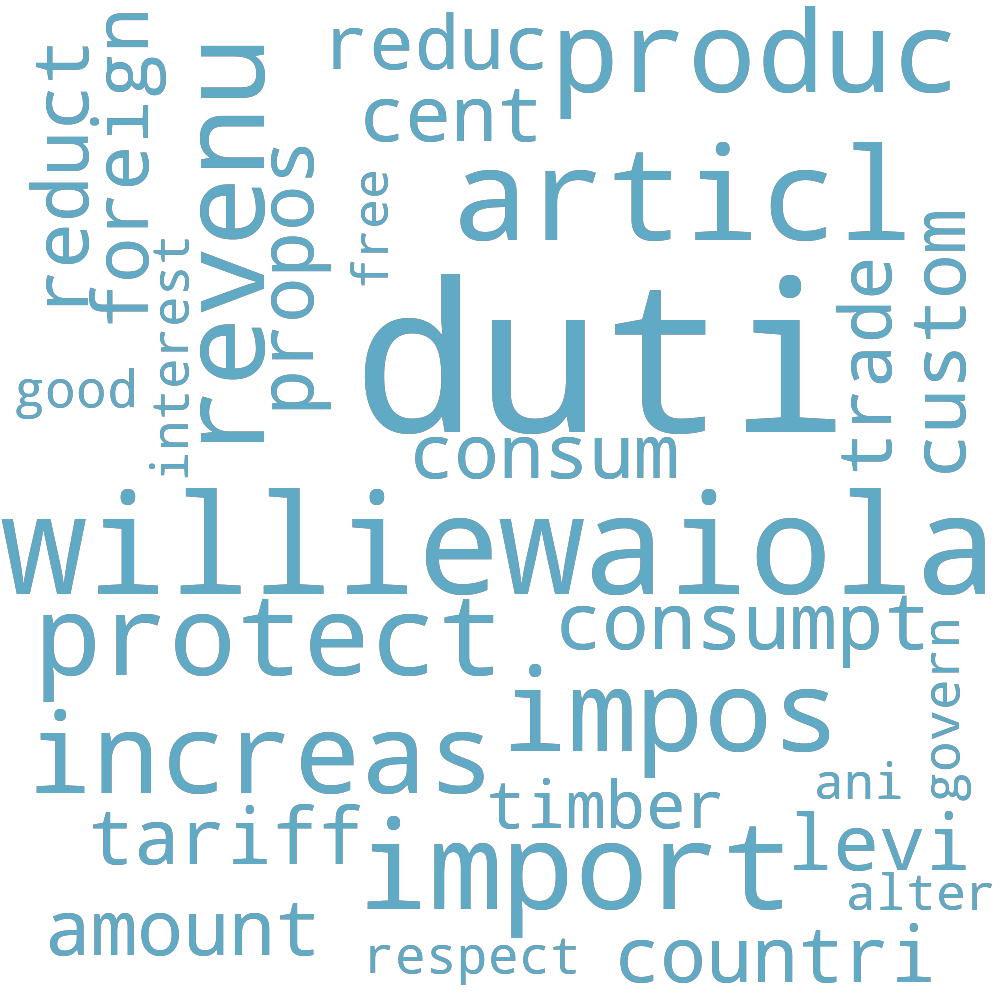 reduc
produc
reduct
foreign
revenu
cent
propos
free
articl
trade
custom
interest
duti
good
consum
williewaiola
protect
consumpt
govern
impos
increas
ani
timber
tariff
import
levi
alter
amount
respect
countri